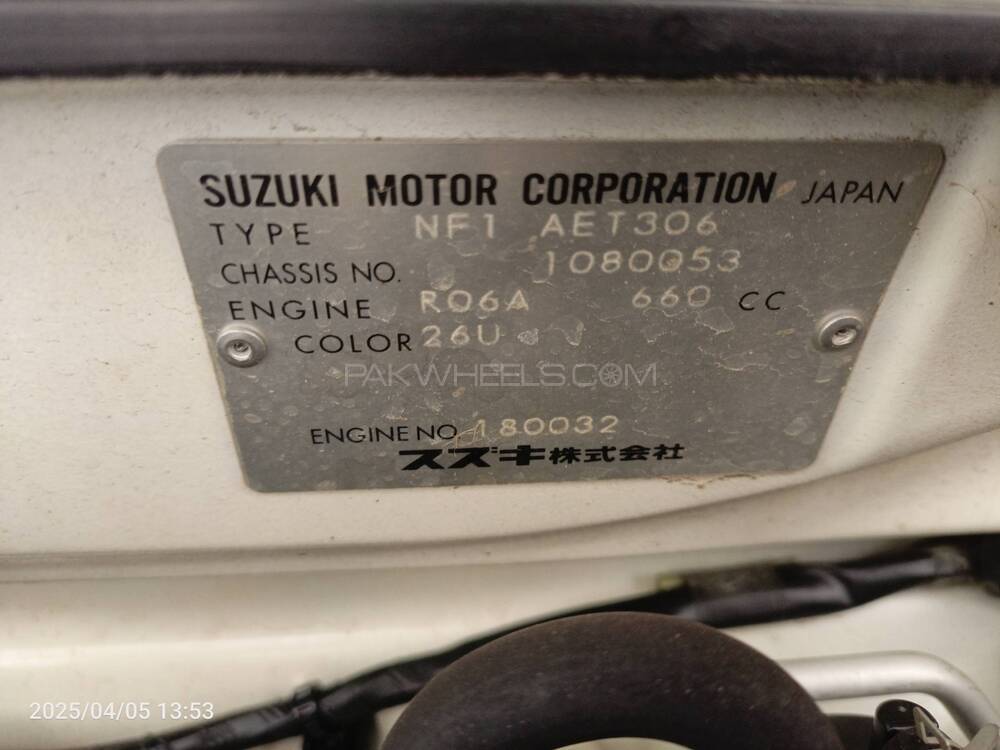 SUZUKI MOTOR CORPORATION JAPAN
TYPE NF1 AET306
CHASSIS NO. 1080053
ENGINE R06A 660 CC
COLOR 26U
PAKWHEELS.COM
ENGINE NO. 180032
スズキ株式会社
2025/04/05 13:53